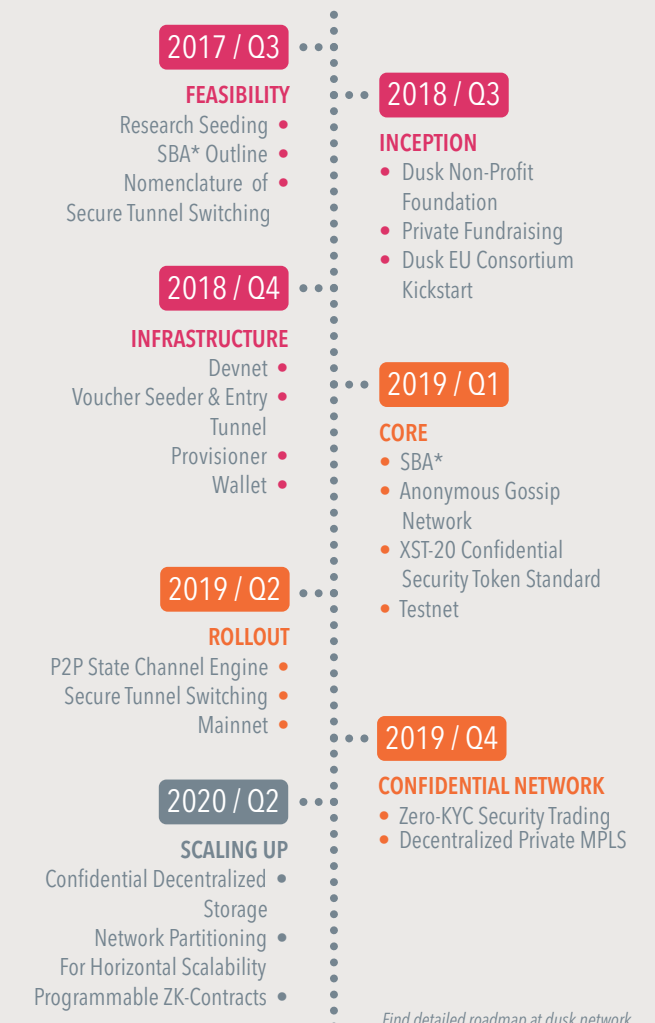 2017 / Q3
FEASIBILITY
Research Seeding •
SBA* Outline •
Nomenclature of •
Secure Tunnel Switching
2018 / Q3
INCEPTION
• Dusk Non-Profit
Foundation
• Private Fundraising
• Dusk EU Consortium
Kickstart
2018 / Q4
INFRASTRUCTURE
Devnet •
Voucher Seeder & Entry •
Tunnel
Provisioner •
Wallet •
2019 / Q1
CORE
• SBA*
• Anonymous Gossip
Network
• XST-20 Confidential
Security Token Standard
• Testnet
2019 / Q2
ROLLOUT
P2P State Channel Engine •
Secure Tunnel Switching •
Mainnet •
2019 / Q4
CONFIDENTIAL NETWORK
• Zero-KYC Security Trading
• Decentralized Private MPLS
2020 / Q2
SCALING UP
Confidential Decentralized •
Storage
Network Partitioning •
For Horizontal Scalability
Programmable ZK-Contracts •
Find detailed roadmap at dusk network